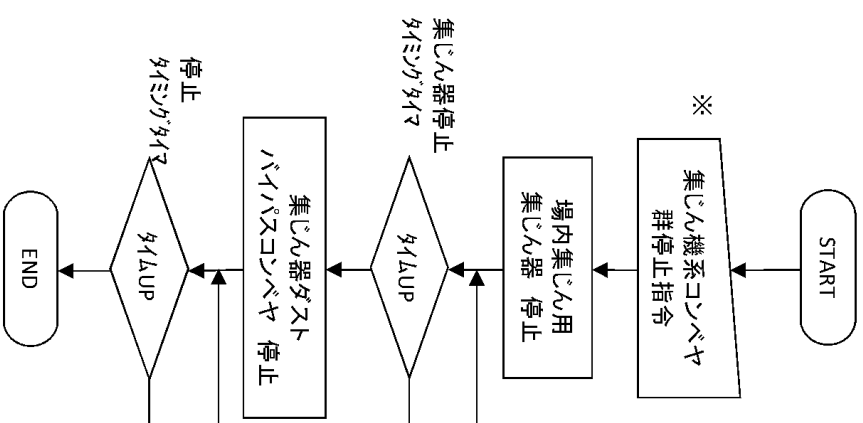 START
※
集じん機系コンベヤ
群停止指令
場内集じん用
集じん器 停止
集じん器停止
タイミングタイマ
タイムUP
集じん器ダスト
バイパスコンベヤ 停止
停止
タイミングタイマ
タイムUP
END